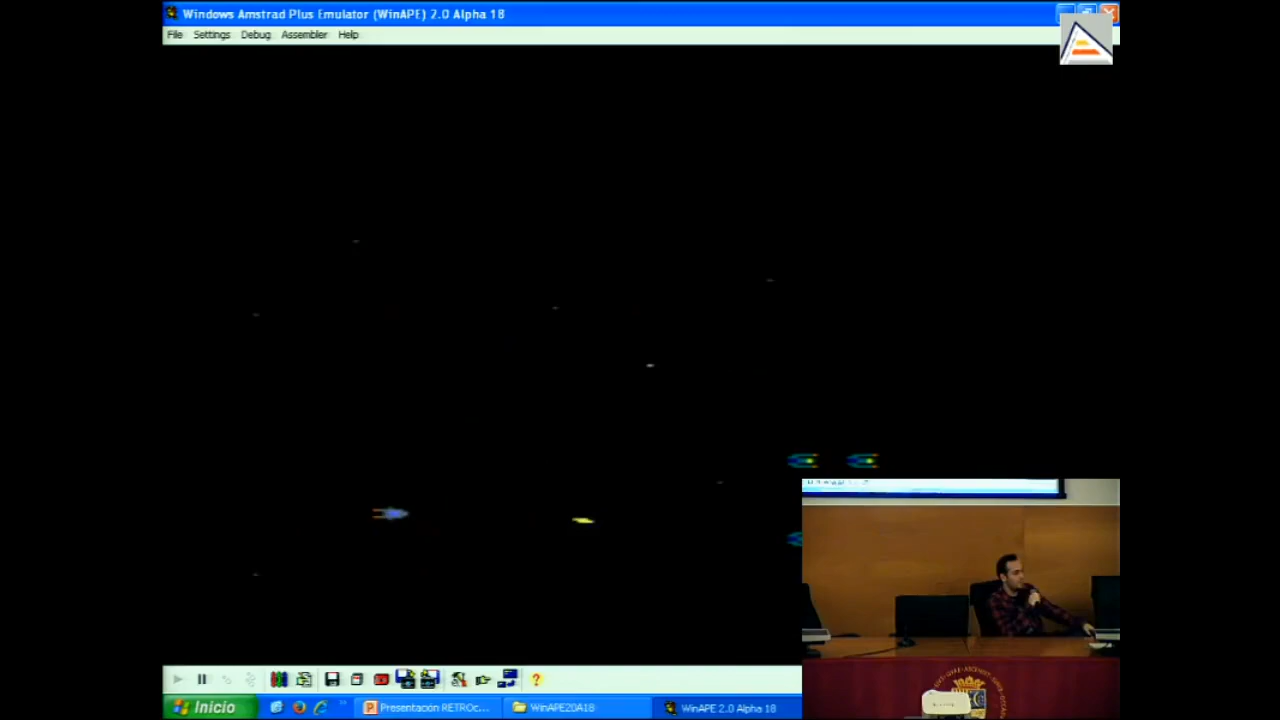 Windows Amstrad Plus Emulator (WinAPE) 2.0 Alpha 18
File Settings Debug Assembler Help
Inicio
Presentación RETROc...
WinAPE20A18
WinAPE 2.0 Alpha 18